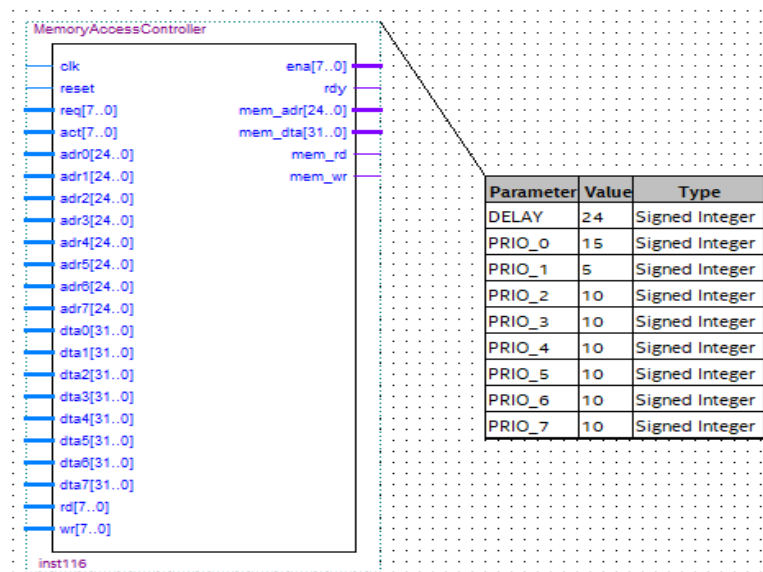 MemoryAccessController
clk
ena[7..0]
reset
rdy
req[7..0]
mem_adr[24..0]
act[7..0]
mem_dta[31..0]
adr0[24..0]
mem_rd
adr1[24..0]
mem_wr
adr2[24..0]
adr3[24..0]
adr4[24..0]
adr5[24..0]
adr6[24..0]
adr7[24..0]
dta0[31..0]
dta1[31..0]
dta2[31..0]
dta3[31..0]
dta4[31..0]
dta5[31..0]
dta6[31..0]
dta7[31..0]
rd[7..0]
wr[7..0]
inst116
Parameter Value Type
DELAY 24 Signed Integer
PRIO_0 15 Signed Integer
PRIO_1 5 Signed Integer
PRIO_2 10 Signed Integer
PRIO_3 10 Signed Integer
PRIO_4 10 Signed Integer
PRIO_5 10 Signed Integer
PRIO_6 10 Signed Integer
PRIO_7 10 Signed Integer